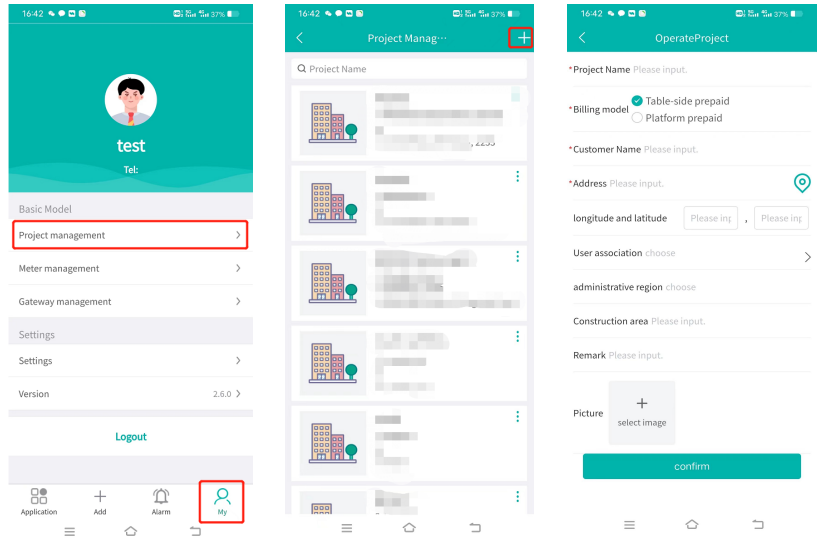 16:42
37%
test
Tel:
Basic Model
Project management
Meter management
Gateway management
Settings
Settings
Version 2.6.0
Logout
Application Add Alarm My
16:42
37%
Project Manag···
Project Name
, 2233
16:42
37%
OperateProject
*Project Name Please input.
*Billing model
Table-side prepaid
Platform prepaid
*Customer Name Please input.
*Address Please input.
longitude and latitude Please inp , Please inp
User association choose
administrative region choose
Construction area Please input.
Remark Please input.
Picture
select image
confirm